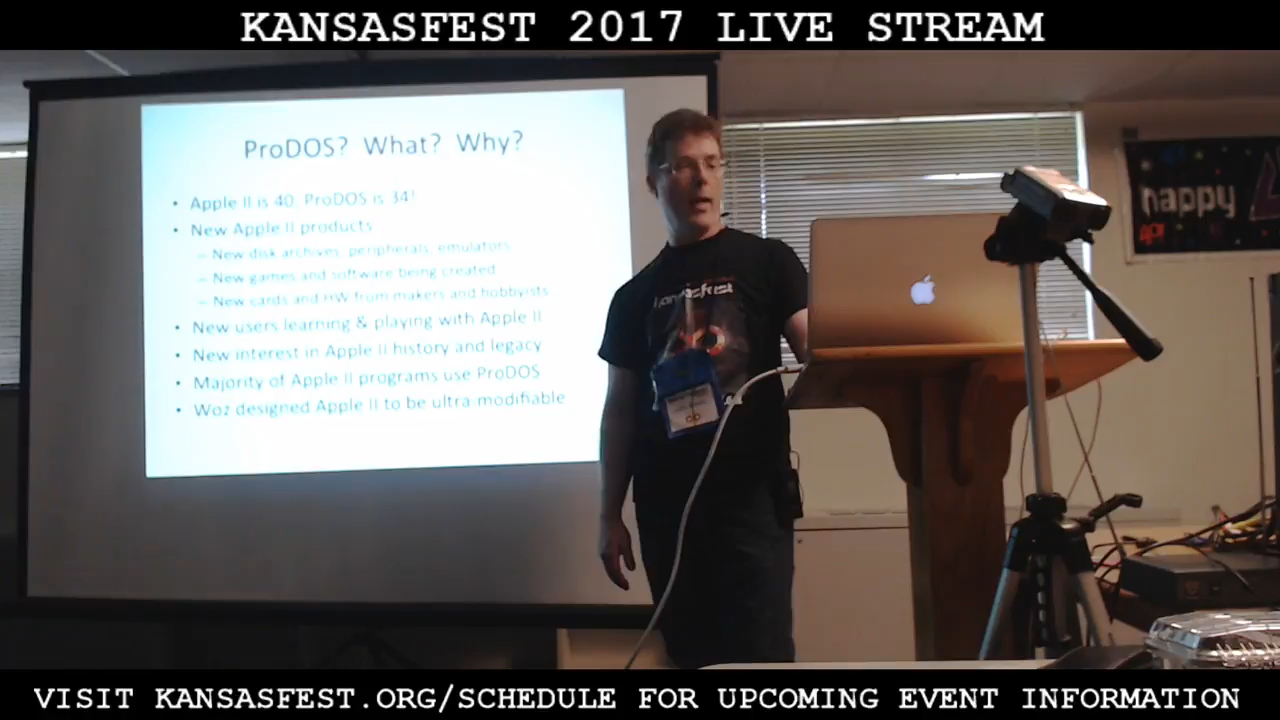 KANSASFEST 2017 LIVE STREAM
ProDOS? What? Why?
• Apple II is 40, ProDOS is 34!
• New Apple II products
– New disk archives, peripherals, emulators
– New games and software being created
– New cards and HW from makers and hobbyists
• New users learning & playing with Apple II
• New interest in Apple II history and legacy
• Majority of Apple II programs use ProDOS
• Woz designed Apple II to be ultra modifiable
kansasfest
happy
VISIT KANSASFEST.ORG/SCHEDULE FOR UPCOMING EVENT INFORMATION